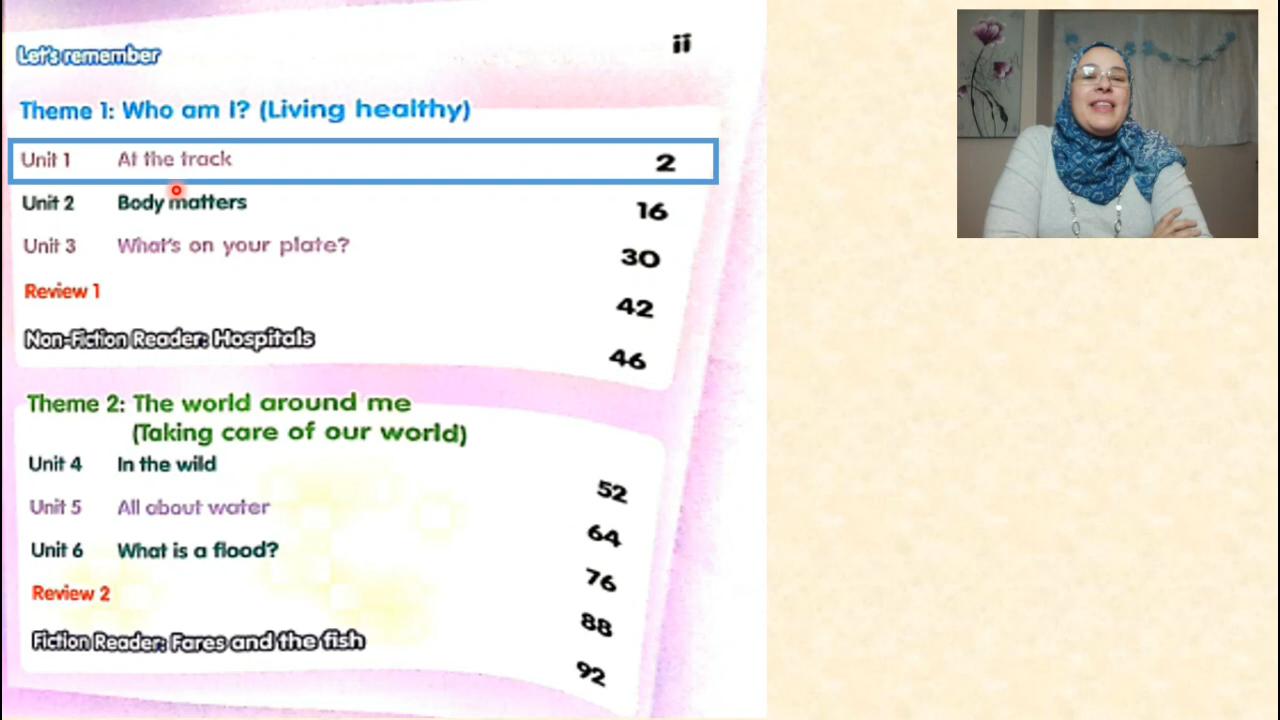 Let's remember ii
Theme 1: Who am I? (Living healthy)
Unit 1 At the track 2
Unit 2 Body matters 16
Unit 3 What's on your plate? 30
Review 1 42
Non-Fiction Reader: Hospitals 46
Theme 2: The world around me
(Taking care of our world)
Unit 4 In the wild 52
Unit 5 All about water 64
Unit 6 What is a flood? 76
Review 2 88
Fiction Reader: Fares and the fish 92